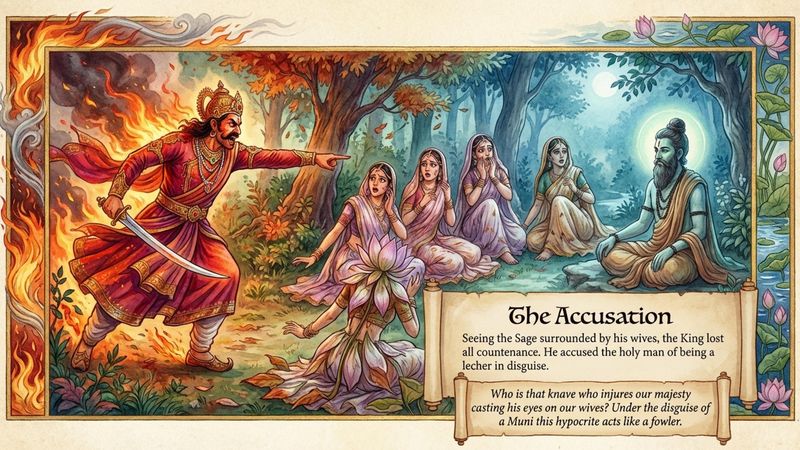 The Accusation
Seeing the Sage surrounded by his wives, the King lost
all countenance. He accused the holy man of being a
lecher in disguise.
Who is that knave who injures our majesty
casting his eyes on our wives? Under the disguise of
a Muni this hypocrite acts like a fowler.